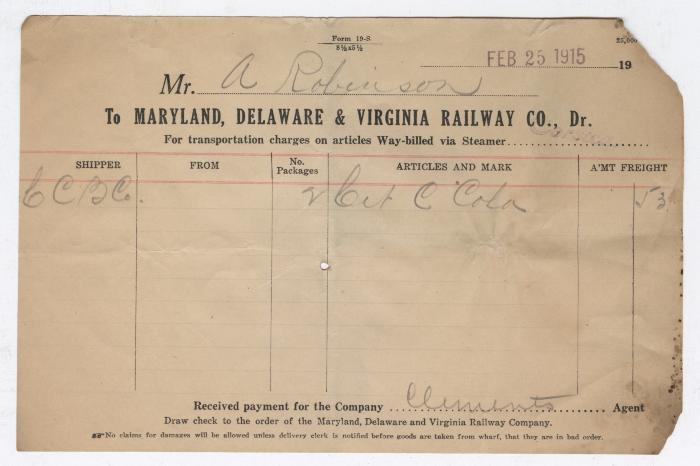 Form 19-S.
8½x5½
25,000
FEB 25 1915 19
Mr. A Robinson
To MARYLAND, DELAWARE & VIRGINIA RAILWAY CO., Dr.
For transportation charges on articles Way-billed via Steamer
SHIPPER FROM No. Packages ARTICLES AND MARK A'MT FREIGHT
C C B Co. 2 C Cola 53
Received payment for the Company Clements Agent
Draw check to the order of the Maryland, Delaware and Virginia Railway Company.
No claims for damages will be allowed unless delivery clerk is notified before goods are taken from wharf, that they are in bad order.